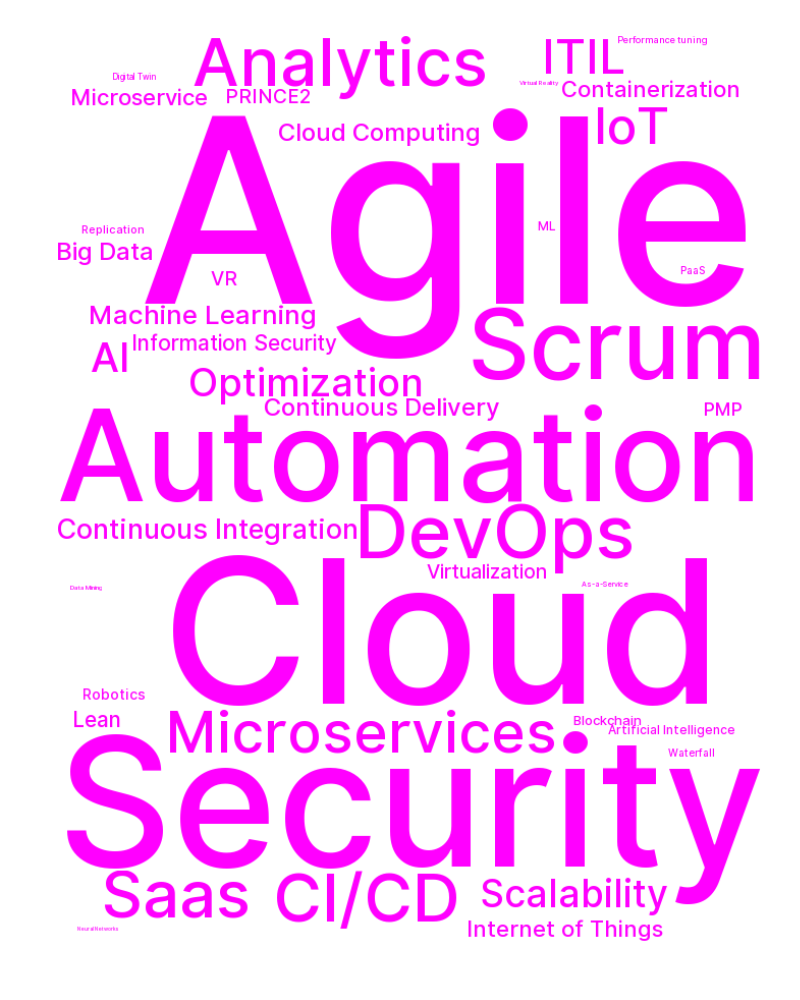 Analytics
ITIL
Performance tuning
Digital Twin
Virtual Reality
Microservice
PRINCE2
Containerization
Cloud Computing
IoT
Agile
ML
Replication
Big Data
VR
PaaS
Machine Learning
Scrum
Information Security
AI
Optimization
Continuous Delivery
PMP
Automation
Continuous Integration
DevOps
Virtualization
As-a-Service
Data Mining
Cloud
Robotics
Lean
Microservices
Blockchain
Artificial Intelligence
Waterfall
Security
Saas
CI/CD
Scalability
Internet of Things
Neural Networks